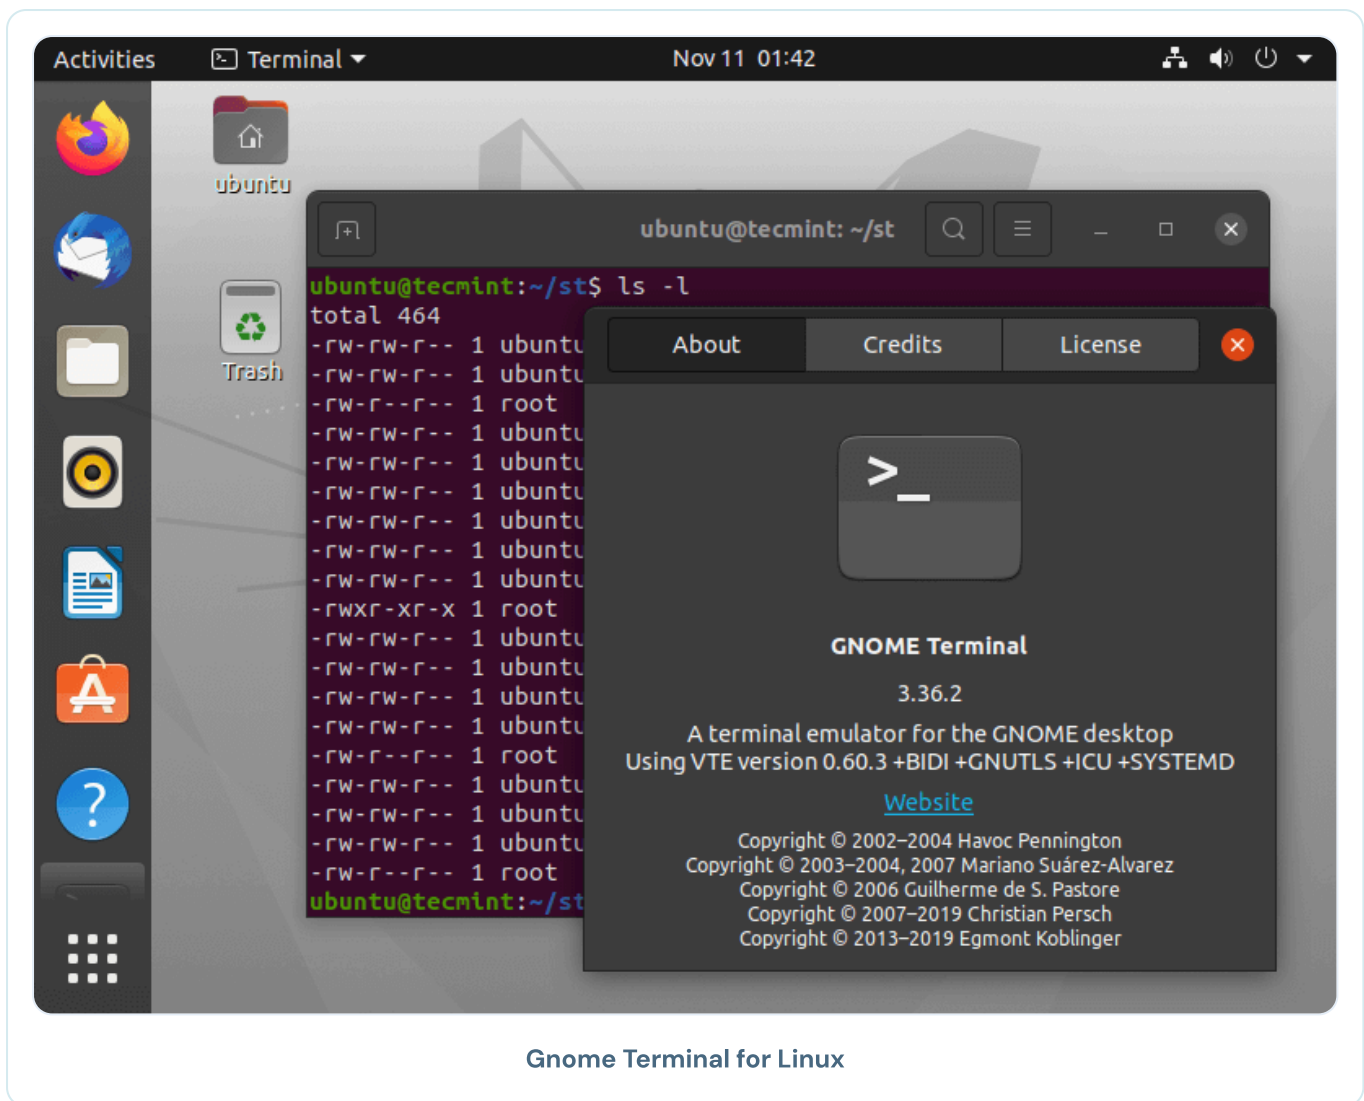 Activities
Terminal
Nov 11 01:42
ubuntu
Trash
ubuntu@tecmint: ~/st
ubuntu@tecmint:~/st$ ls -l
total 464
-rw-rw-r-- 1 ubuntu
-rw-rw-r-- 1 ubuntu
-rw-r--r-- 1 root
-rw-rw-r-- 1 ubuntu
-rw-rw-r-- 1 ubuntu
-rw-rw-r-- 1 ubuntu
-rw-rw-r-- 1 ubuntu
-rw-rw-r-- 1 ubuntu
-rw-rw-r-- 1 ubuntu
-rwxr-xr-x 1 root
-rw-rw-r-- 1 ubuntu
-rw-rw-r-- 1 ubuntu
-rw-rw-r-- 1 ubuntu
-rw-rw-r-- 1 ubuntu
-rw-r--r-- 1 root
-rw-rw-r-- 1 ubuntu
-rw-rw-r-- 1 ubuntu
-rw-rw-r-- 1 ubuntu
-rw-r--r-- 1 root
ubuntu@tecmint:~/st
About
Credits
License
>_
GNOME Terminal
3.36.2
A terminal emulator for the GNOME desktop
Using VTE version 0.60.3 +BIDI +GNUTLS +ICU +SYSTEMD
Website
Copyright © 2002–2004 Havoc Pennington
Copyright © 2003–2004, 2007 Mariano Suárez-Alvarez
Copyright © 2006 Guilherme de S. Pastore
Copyright © 2007–2019 Christian Persch
Copyright © 2013–2019 Egmont Koblinger
Gnome Terminal for Linux